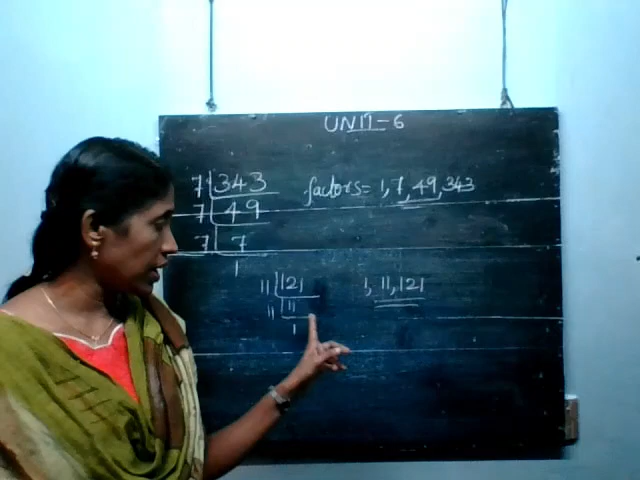 UNIT-6
7 343 factors = 1, 7, 49, 343
7 49
7 7
1
11 121 1, 11, 121
11 11
1